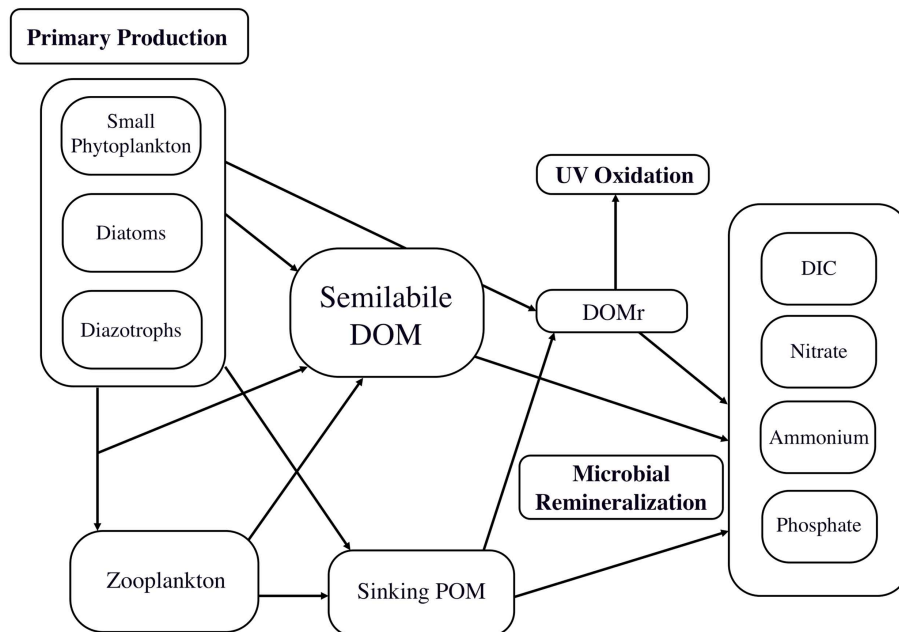 Primary Production
Small
Phytoplankton
Diatoms
Diazotrophs
Semilabile
DOM
UV Oxidation
DOMr
DIC
Nitrate
Ammonium
Phosphate
Microbial
Remineralization
Zooplankton
Sinking POM